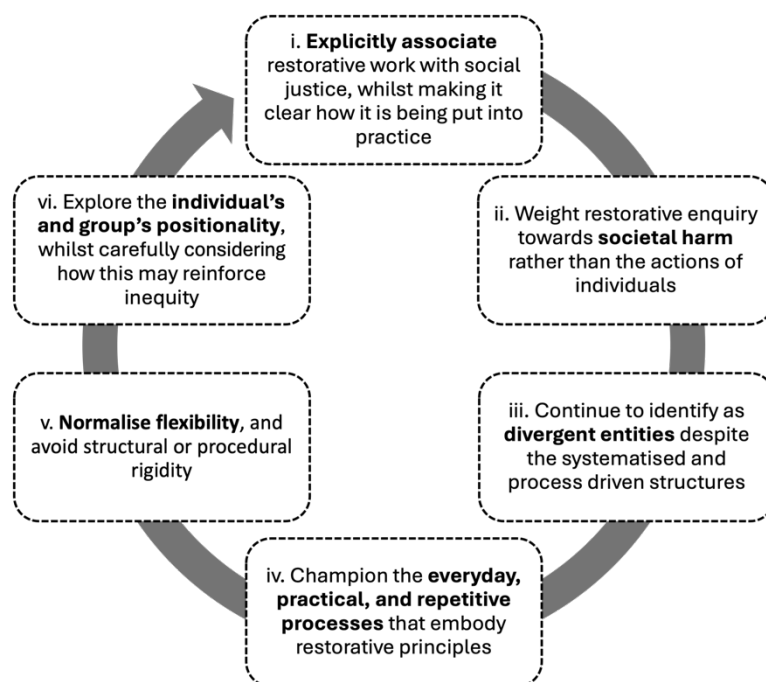 i. Explicitly associate
restorative work with social
justice, whilst making it
clear how it is being put into
practice
ii. Weight restorative enquiry
towards societal harm
rather than the actions of
individuals
iii. Continue to identify as
divergent entities despite
the systematised and
process driven structures
iv. Champion the everyday,
practical, and repetitive
processes that embody
restorative principles
v. Normalise flexibility, and
avoid structural or procedural
rigidity
vi. Explore the individual’s
and group’s positionality,
whilst carefully considering
how this may reinforce
inequity